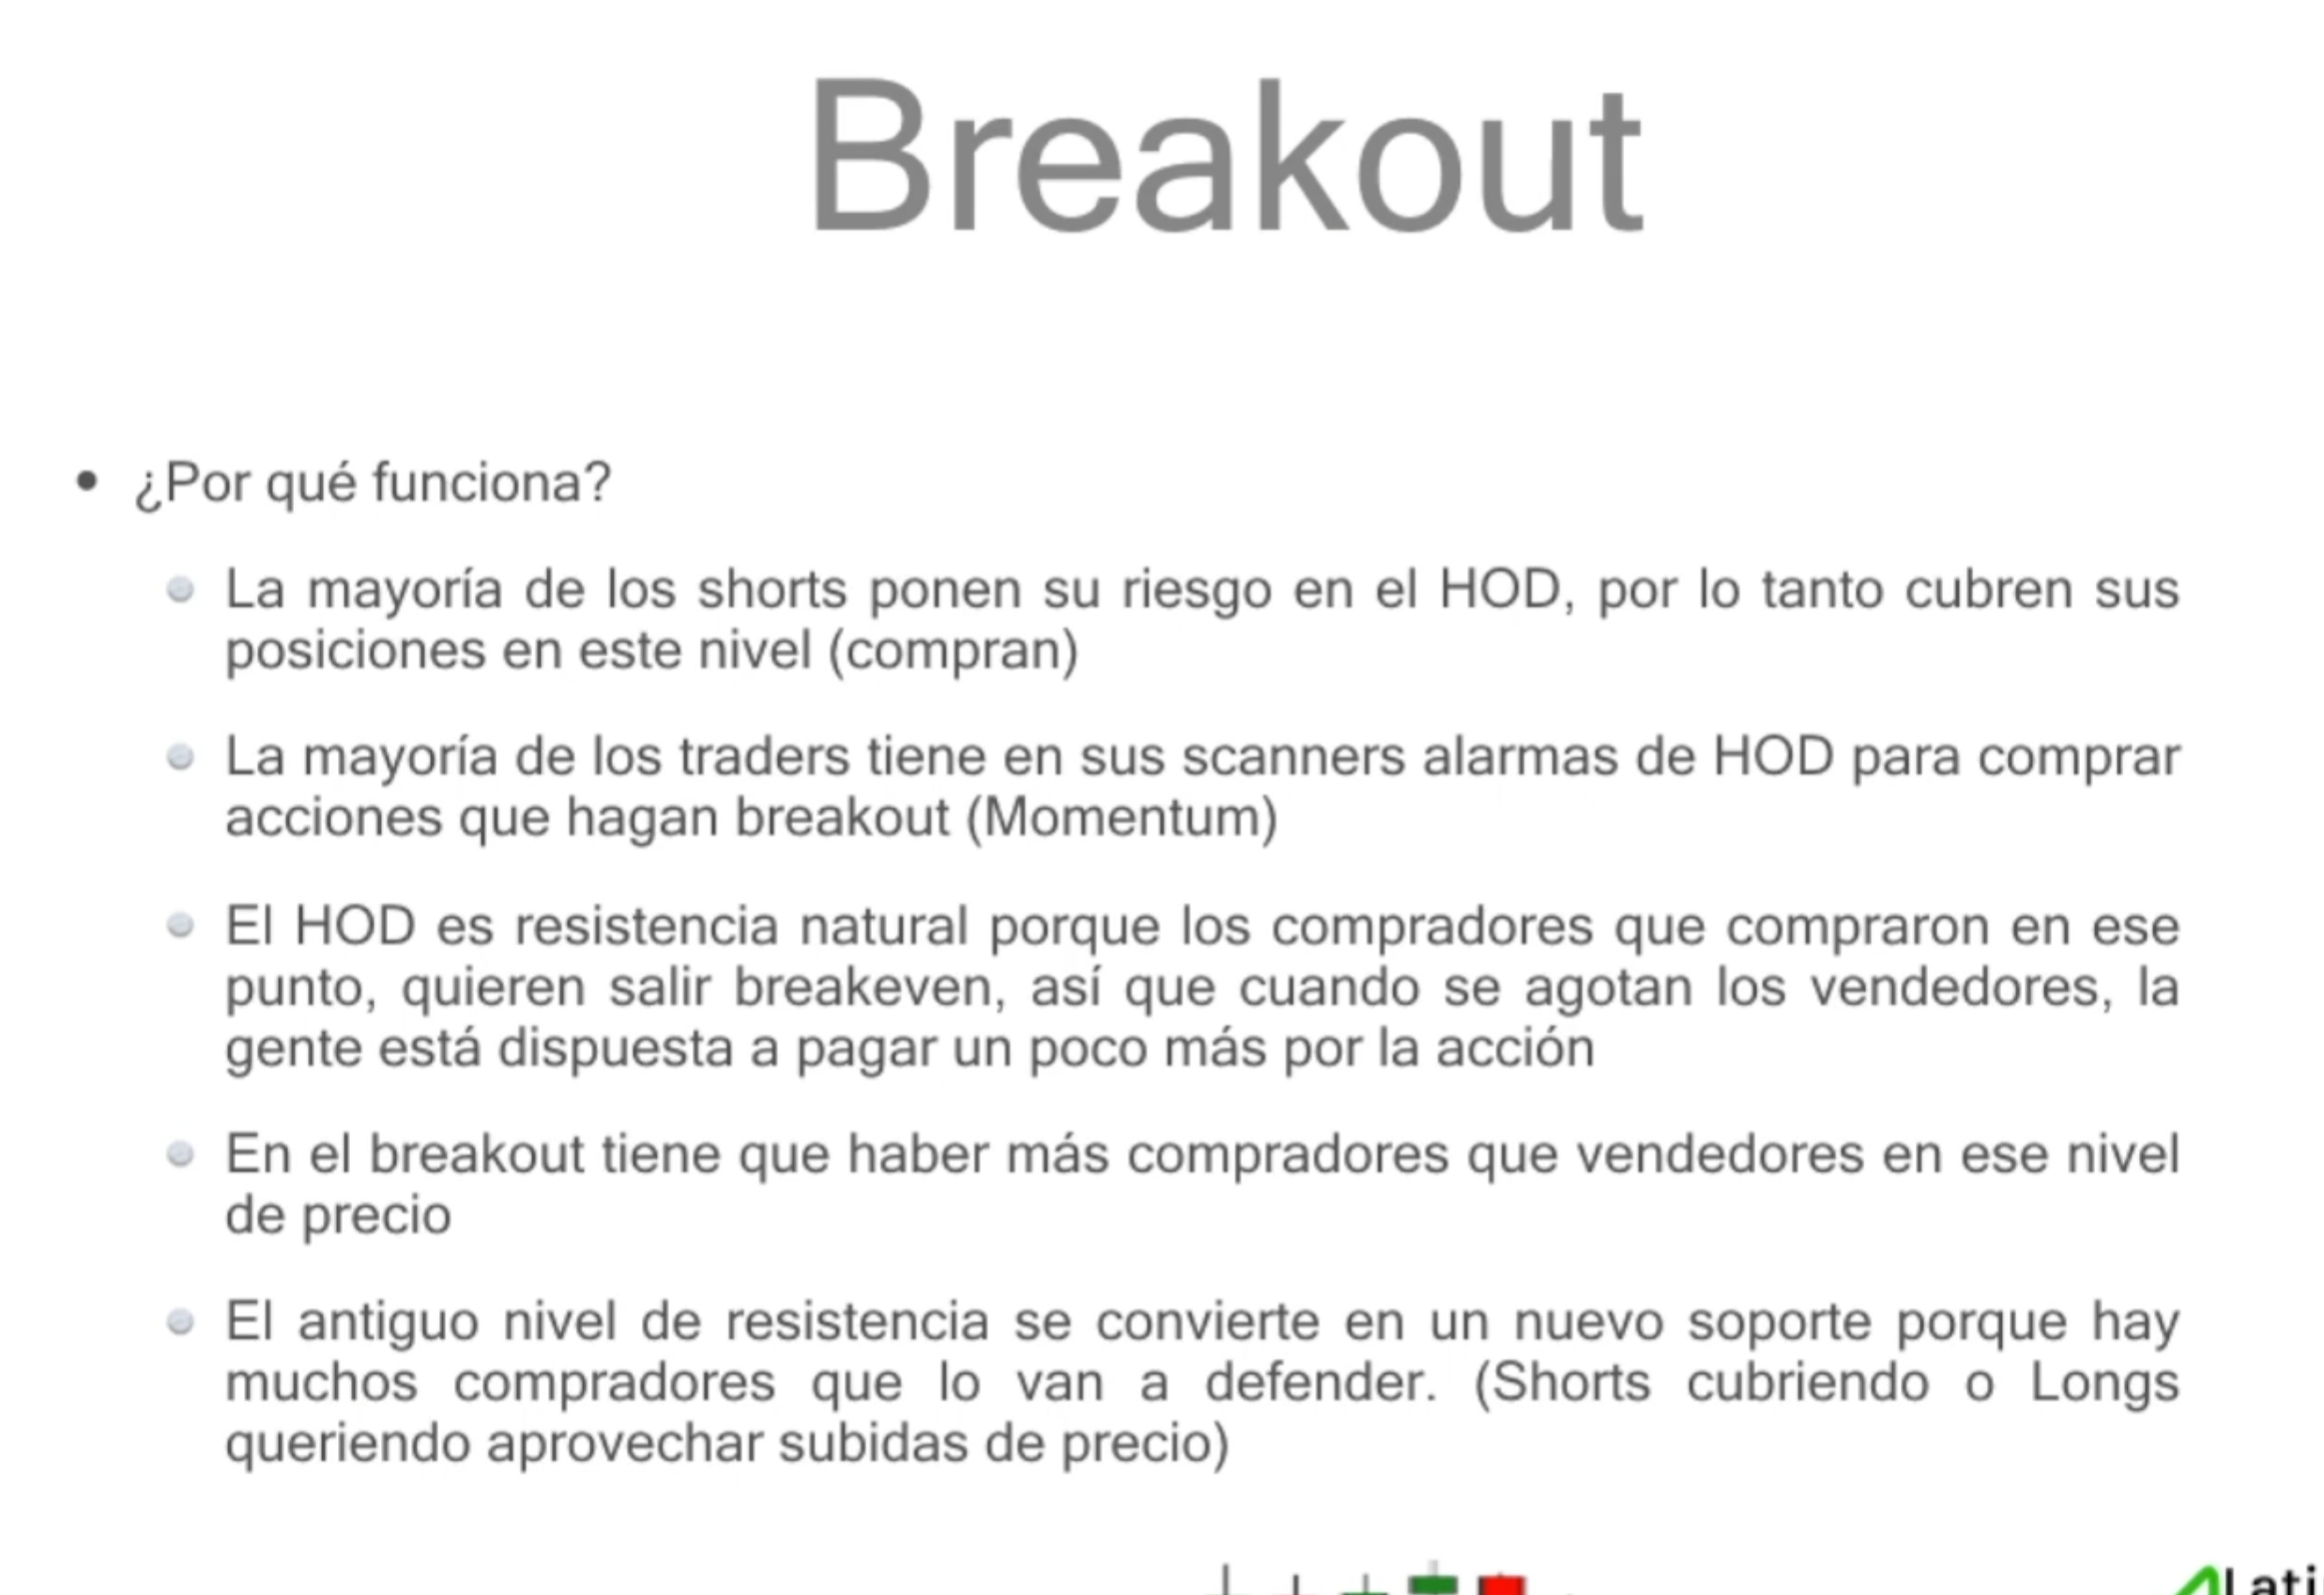 Breakout
¿Por qué funciona?
La mayoría de los shorts ponen su riesgo en el HOD, por lo tanto cubren sus
posiciones en este nivel (compran)
La mayoría de los traders tiene en sus scanners alarmas de HOD para comprar
acciones que hagan breakout (Momentum)
El HOD es resistencia natural porque los compradores que compraron en ese
punto, quieren salir breakeven, así que cuando se agotan los vendedores, la
gente está dispuesta a pagar un poco más por la acción
En el breakout tiene que haber más compradores que vendedores en ese nivel
de precio
El antiguo nivel de resistencia se convierte en un nuevo soporte porque hay
muchos compradores que lo van a defender. (Shorts cubriendo o Longs
queriendo aprovechar subidas de precio)